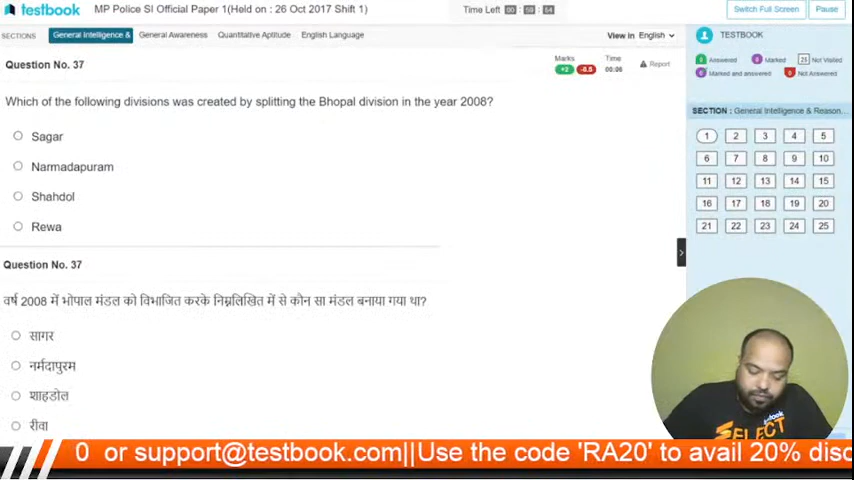 testbook MP Police SI Official Paper 1(Held on : 26 Oct 2017 Shift 1) Time Left Switch Full Screen Pause
SECTIONS General Intelligence & General Awareness Quantitative Aptitude English Language View in English TESTBOOK
Question No. 37 Marks Time Report
+2 00:06
Answered Marked 25 Not Visited
Marked and answered Not Answered
Which of the following divisions was created by splitting the Bhopal division in the year 2008?
Sagar
Narmadapuram
Shahdol
Rewa
SECTION : General Intelligence & Reason...
1 2 3 4 5
6 7 8 9 10
11 12 13 14 15
16 17 18 19 20
21 22 23 24 25
Question No. 37
वर्ष 2008 में भोपाल मंडल को विभाजित करके निम्नलिखित में से कौन सा मंडल बनाया गया था?
सागर
नर्मदापुरम
शाहडोल
रीवा
testbook
SELECT
0 or support@testbook.com||Use the code 'RA20' to avail 20% disc